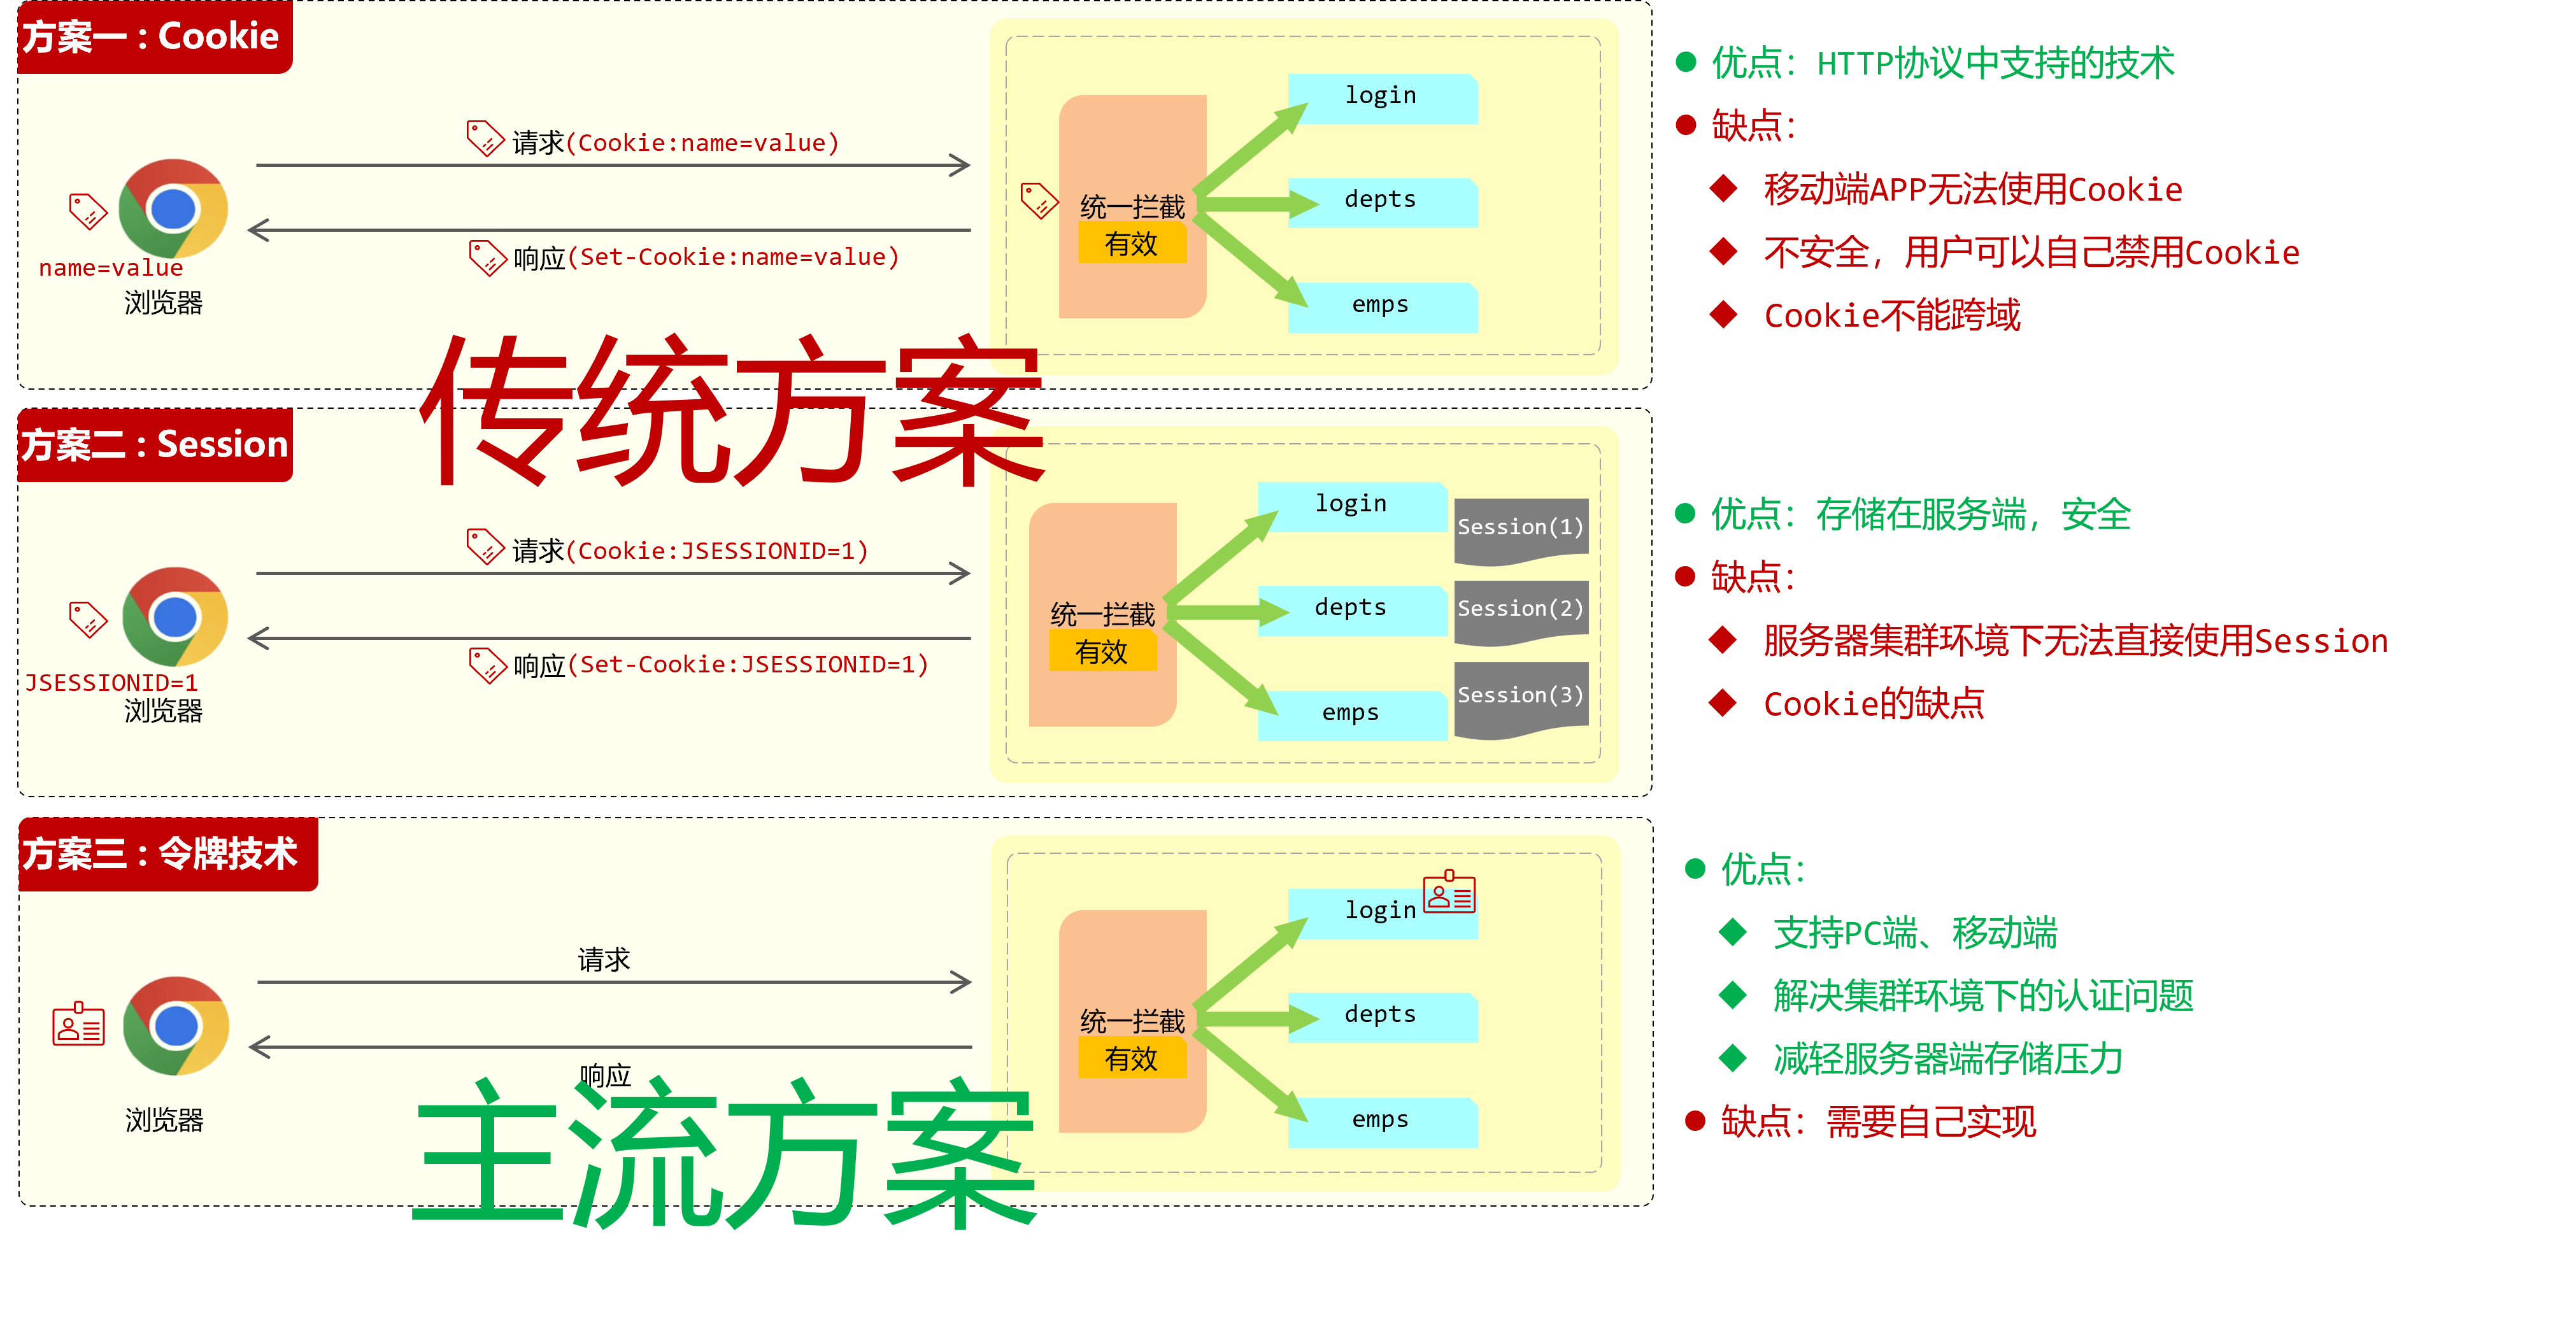 方案一：Cookie
请求(Cookie:name=value)
响应(Set-Cookie:name=value)
name=value
浏览器
统一拦截
有效
login
depts
emps
优点：HTTP协议中支持的技术
缺点：
移动端APP无法使用Cookie
不安全，用户可以自己禁用Cookie
Cookie不能跨域
传统方案
方案二：Session
请求(Cookie:JSESSIONID=1)
响应(Set-Cookie:JSESSIONID=1)
JSESSIONID=1
浏览器
统一拦截
有效
login
depts
emps
Session(1)
Session(2)
Session(3)
优点：存储在服务端，安全
缺点：
服务器集群环境下无法直接使用Session
Cookie的缺点
方案三：令牌技术
请求
响应
浏览器
统一拦截
有效
login
depts
emps
优点：
支持PC端、移动端
解决集群环境下的认证问题
减轻服务器端存储压力
缺点：需要自己实现
主流方案